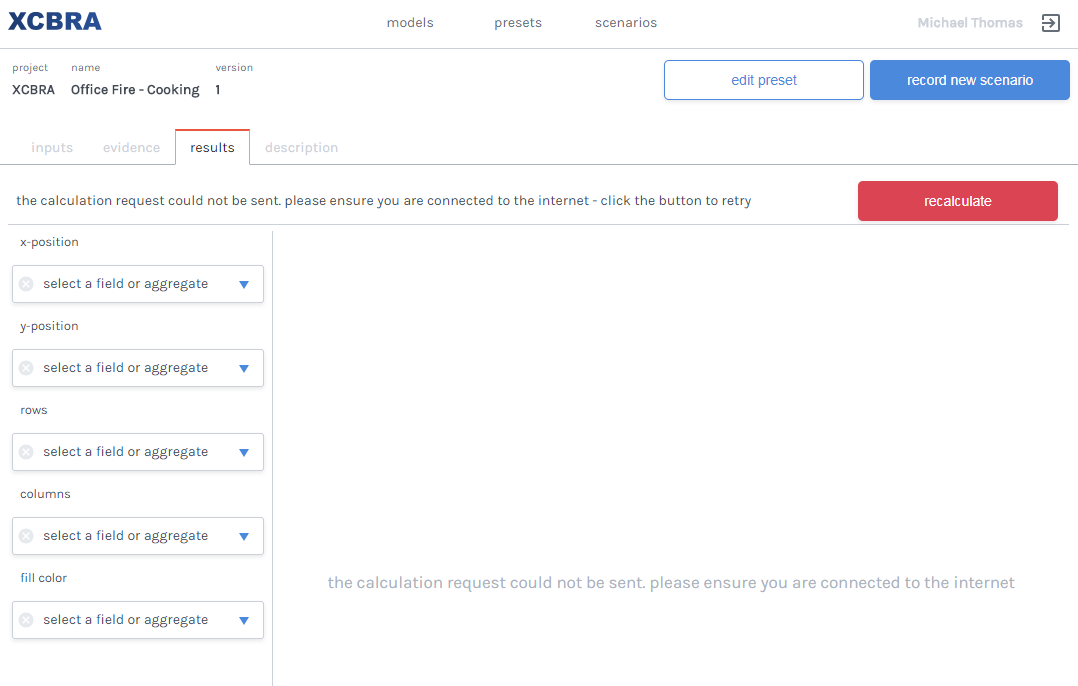 XCBRA models presets scenarios Michael Thomas
project name version
XCBRA Office Fire - Cooking 1
edit preset record new scenario
inputs evidence results description
the calculation request could not be sent. please ensure you are connected to the internet - click the button to retry recalculate
x-position
select a field or aggregate
y-position
select a field or aggregate
rows
select a field or aggregate
columns
select a field or aggregate
fill color
select a field or aggregate
the calculation request could not be sent. please ensure you are connected to the internet